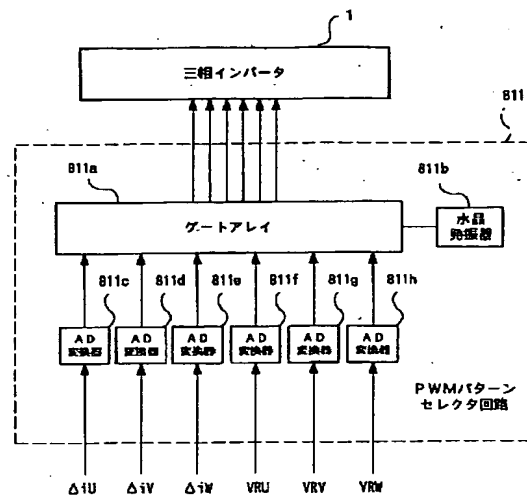 1
三相インバータ
811
811a
811b
ゲートアレイ
水晶
発振器
811c
811d
811e
811f
811g
811h
AD
変換器
AD
変換器
AD
変換器
AD
変換器
AD
変換器
AD
変換器
PWMパターン
セレクタ回路
ΔiU
ΔiV
ΔiW
VRU
VRV
VRW